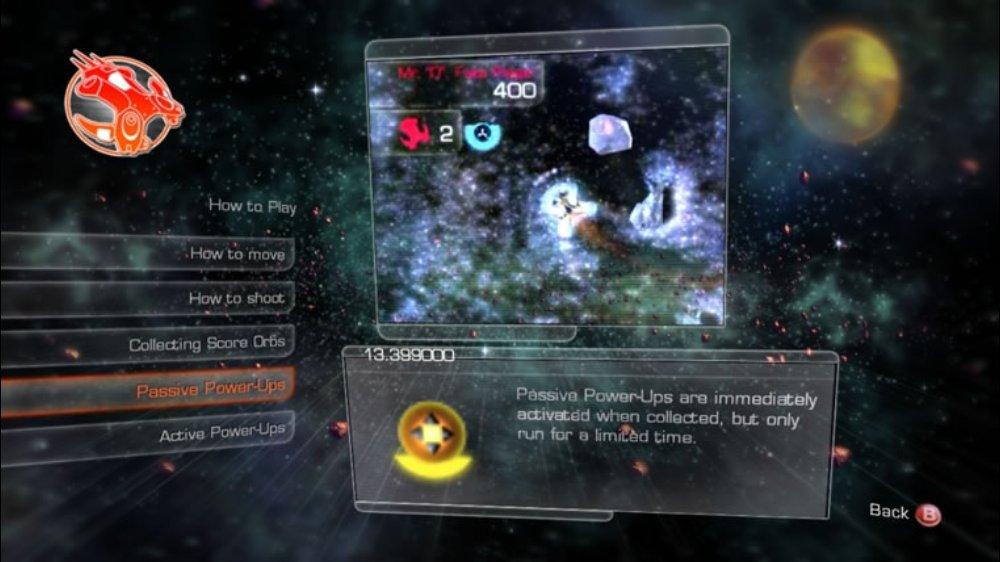 400
2
How to Play
How to move
How to shoot
Collecting Score Orbs
Passive Power-Ups
Active Power-Ups
13.399000
Passive Power-Ups are immediately
activated when collected, but only
run for a limited time.
Back B